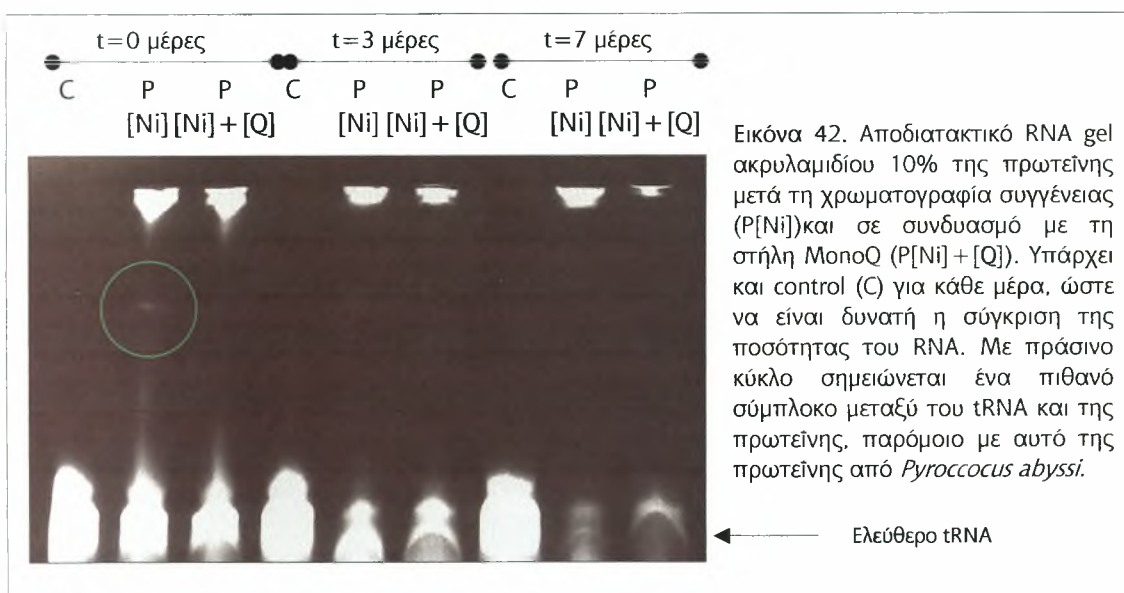 t=0 μέρες t=3 μέρες t=7 μέρες
C P P C P P C P P
[Ni] [Ni]+[Q] [Ni] [Ni]+[Q] [Ni] [Ni]+[Q]
Εικόνα 42. Αποδιατακτικό RNA gel
ακρυλαμιδίου 10% της πρωτεΐνης
μετά τη χρωματογραφία συγγένειας
(P[Ni])και σε συνδυασμό με τη
στήλη MonoQ (P[Ni]+[Q]). Υπάρχει
και control (C) για κάθε μέρα, ώστε
να είναι δυνατή η σύγκριση της
ποσότητας του RNA. Με πράσινο
κύκλο σημειώνεται ένα πιθανό
σύμπλοκο μεταξύ του tRNA και της
πρωτεΐνης, παρόμοιο με αυτό της
πρωτεΐνης από Pyroccocus abyssi.
Ελεύθερο tRNA